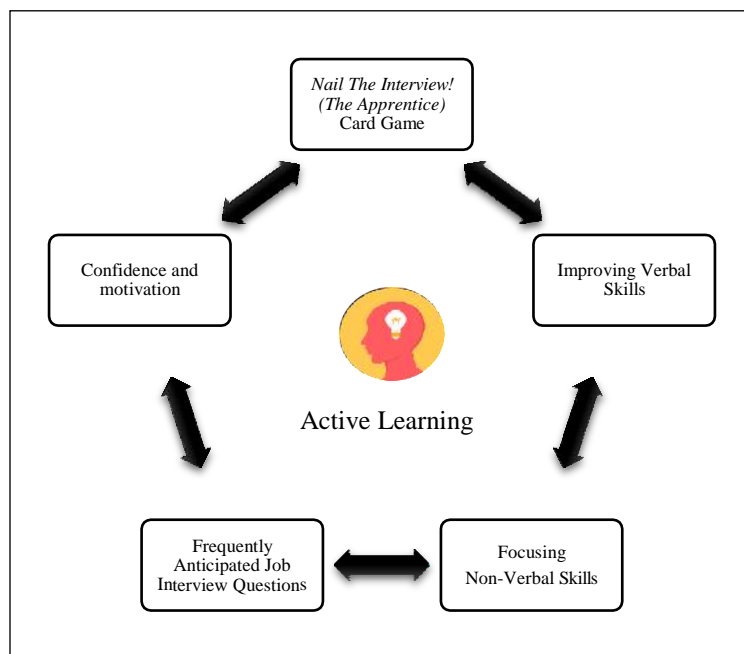 Nail The Interview!
(The Apprentice)
Card Game
Confidence and
motivation
Improving Verbal
Skills
Active Learning
Frequently
Anticipated Job
Interview Questions
Focusing
Non-Verbal Skills